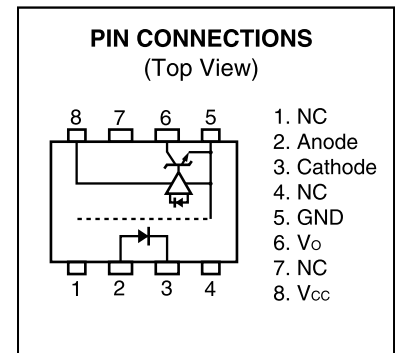 PIN CONNECTIONS
(Top View)
8 7 6 5
1 2 3 4
1. NC
2. Anode
3. Cathode
4. NC
5. GND
6. Vo
7. NC
8. Vcc